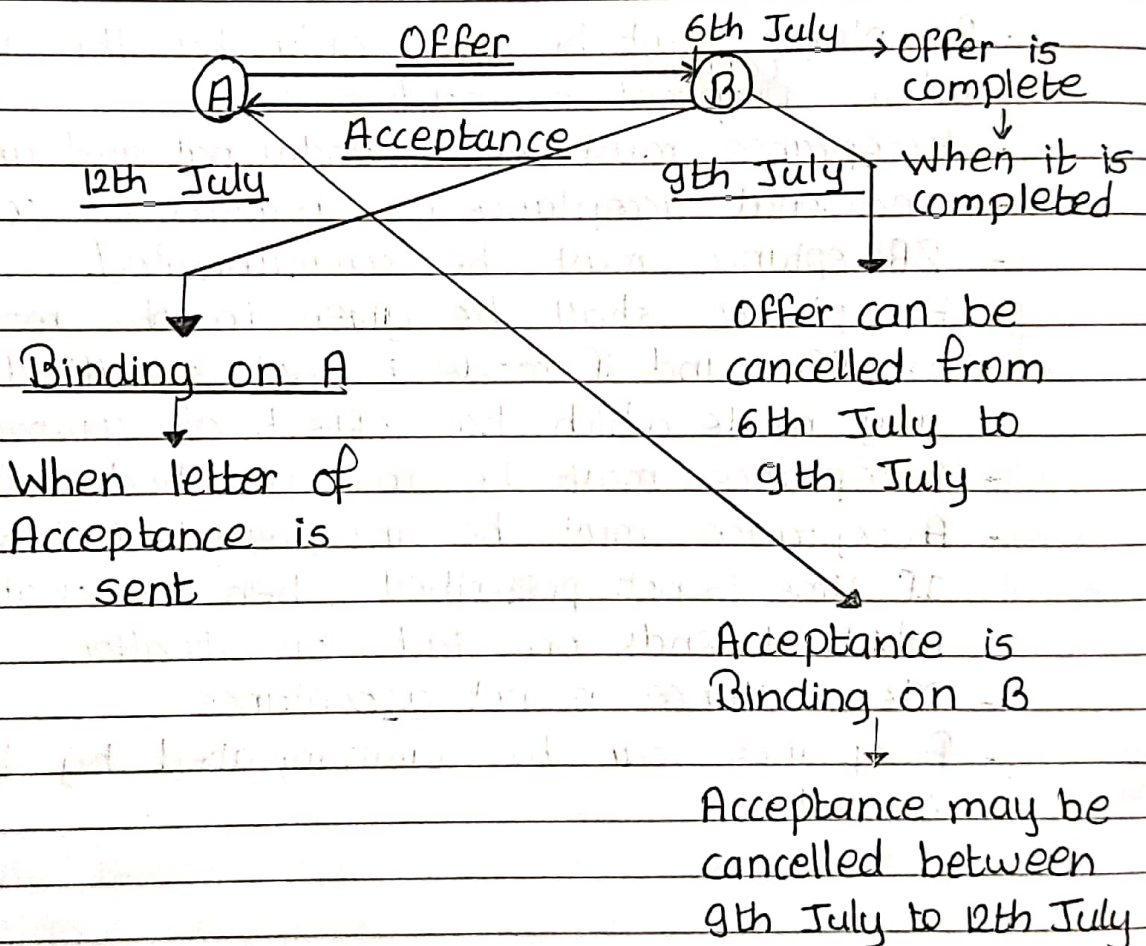 Offer
6th July
Offer is
complete
A
B
Acceptance
12th July
9th July
When it is
completed
Offer can be
cancelled from
6th July to
9th July
Binding on A
When letter of
Acceptance is
sent
Acceptance is
Binding on B
Acceptance may be
cancelled between
9th July to 12th July